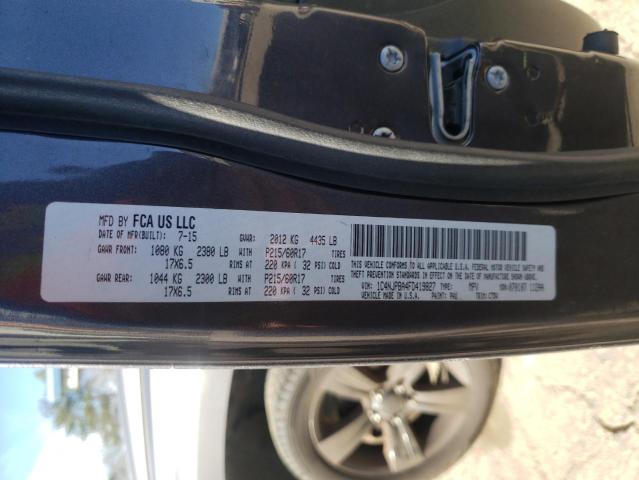 MFD BY FCA US LLC
DATE OF MFR(BUILT): 7-15 GVWR: 2012 KG 4435 LB
GAWR FRONT: 1080 KG 2380 LB WITH P215/60R17 TIRES
17X6.5 RIMS AT 220 KPA ( 32 PSI) COLD
GAWR REAR: 1044 KG 2300 LB WITH P215/60R17 TIRES
17X6.5 RIMS AT 220 KPA ( 32 PSI) COLD
THIS VEHICLE CONFORMS TO ALL APPLICABLE U.S.A. FEDERAL MOTOR VEHICLE SAFETY AND
THEFT PREVENTION STANDARDS IN EFFECT ON THE DATE OF MANUFACTURE SHOWN ABOVE.
VIN: 1C4NJPBA4FD419927 TYPE: MPV
VEHICLE MADE IN PAINT: PAU TRIM: